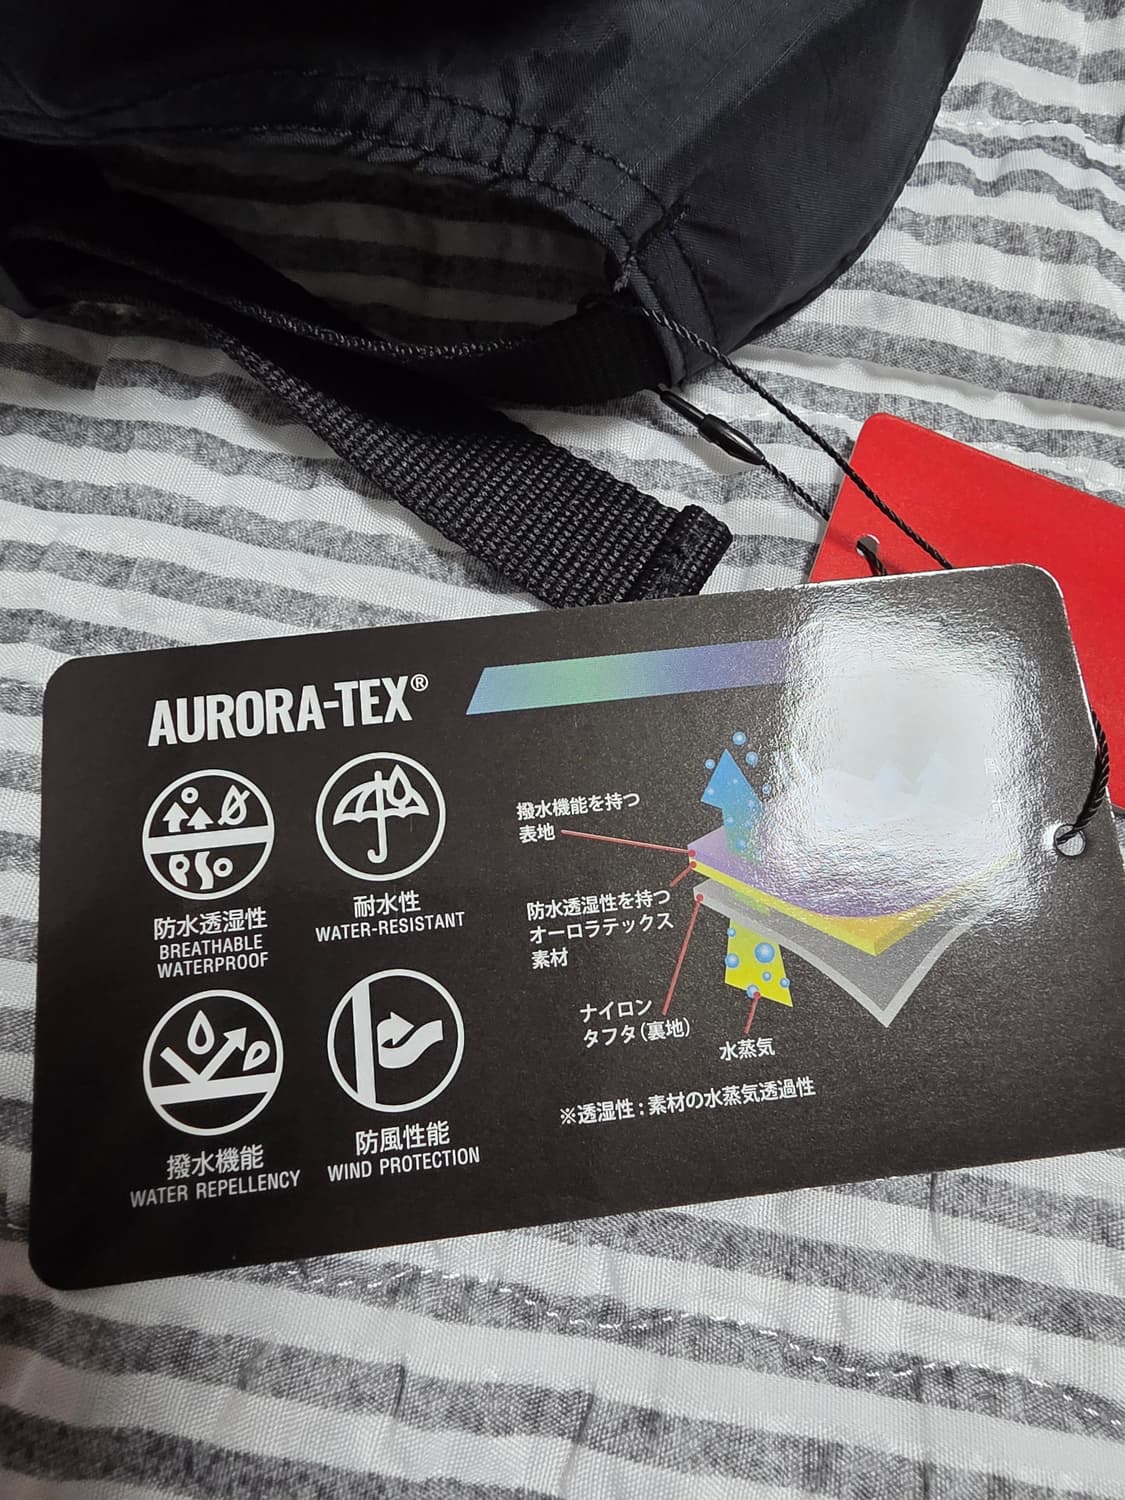 AURORA-TEX®
防水透湿性
BREATHABLE
WATERPROOF
耐水性
WATER-RESISTANT
撥水機能
WATER REPELLENCY
防風性能
WIND PROTECTION
撥水機能を持つ
表地
防水透湿性を持つ
オーロラテックス
素材
ナイロン
タフタ(裏地)
水蒸気
※透湿性:素材の水蒸気透過性